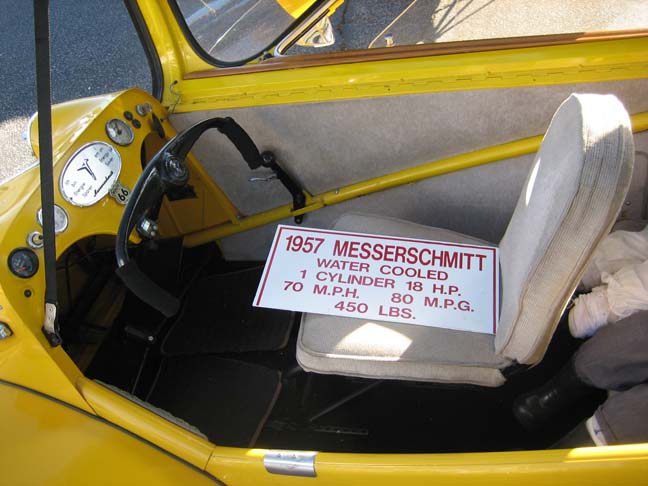 1957 MESSERSCHMITT
WATER COOLED
1 CYLINDER 18 H.P.
70 M.P.H. 80 M.P.G.
450 LBS.